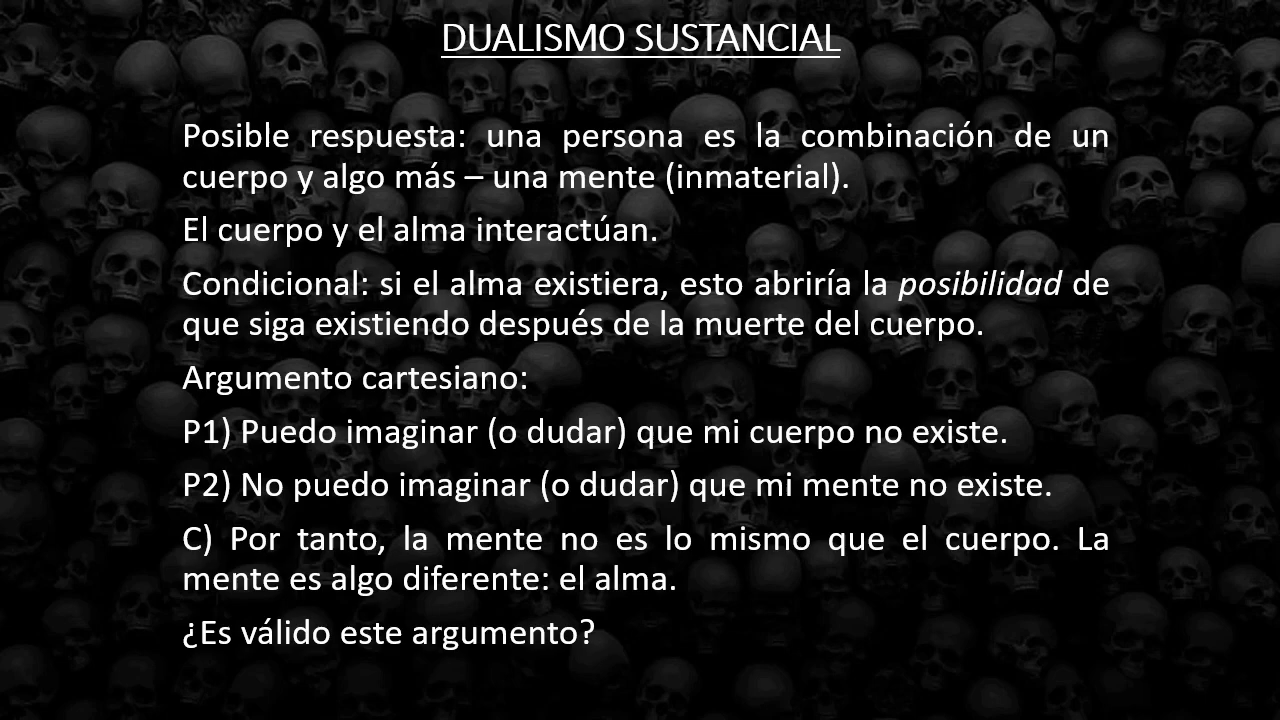 DUALISMO SUSTANCIAL
Posible respuesta: una persona es la combinación de un
cuerpo y algo más – una mente (inmaterial).
El cuerpo y el alma interactúan.
Condicional: si el alma existiera, esto abriría la posibilidad de
que siga existiendo después de la muerte del cuerpo.
Argumento cartesiano:
P1) Puedo imaginar (o dudar) que mi cuerpo no existe.
P2) No puedo imaginar (o dudar) que mi mente no existe.
C) Por tanto, la mente no es lo mismo que el cuerpo. La
mente es algo diferente: el alma.
¿Es válido este argumento?